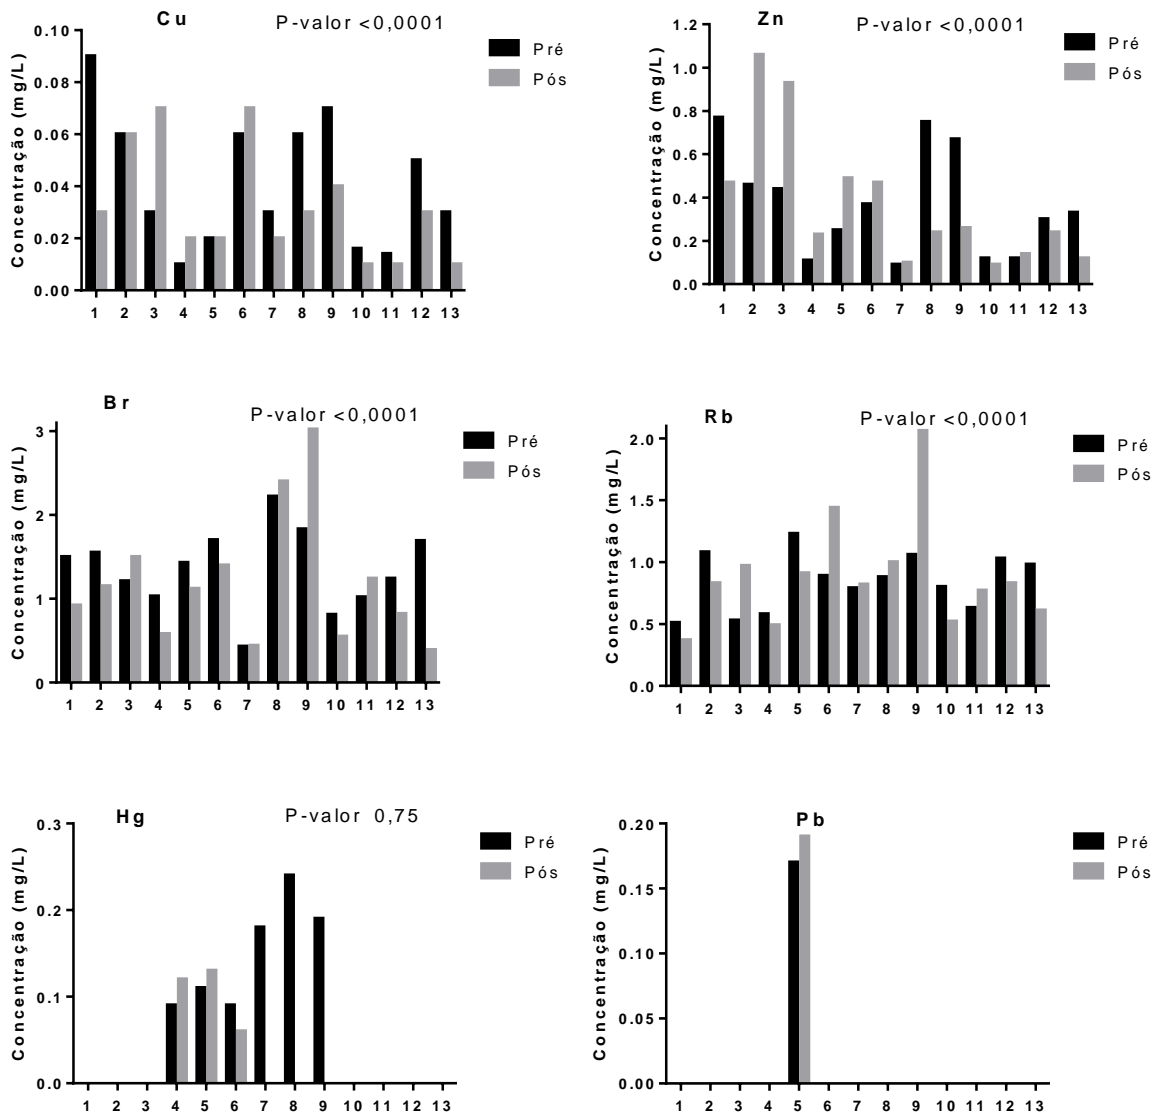 Cu
P-valor <0,0001
Concentração (mg/L)
0.10
0.08
0.06
0.04
0.02
0.00
1 2 3 4 5 6 7 8 9 10 11 12 13
Pré
Pós
Zn
P-valor <0,0001
Concentração (mg/L)
1.2
1.0
0.8
0.6
0.4
0.2
0.0
1 2 3 4 5 6 7 8 9 10 11 12 13
Pré
Pós
Br
P-valor <0,0001
Concentração (mg/L)
3
2
1
0
1 2 3 4 5 6 7 8 9 10 11 12 13
Pré
Pós
Rb
P-valor <0,0001
Concentração (mg/L)
2.0
1.5
1.0
0.5
0.0
1 2 3 4 5 6 7 8 9 10 11 12 13
Pré
Pós
Hg
P-valor 0,75
Concentração (mg/L)
0.3
0.2
0.1
0.0
1 2 3 4 5 6 7 8 9 10 11 12 13
Pré
Pós
Pb
Concentração (mg/L)
0.20
0.15
0.10
0.05
0.00
1 2 3 4 5 6 7 8 9 10 11 12 13
Pré
Pós